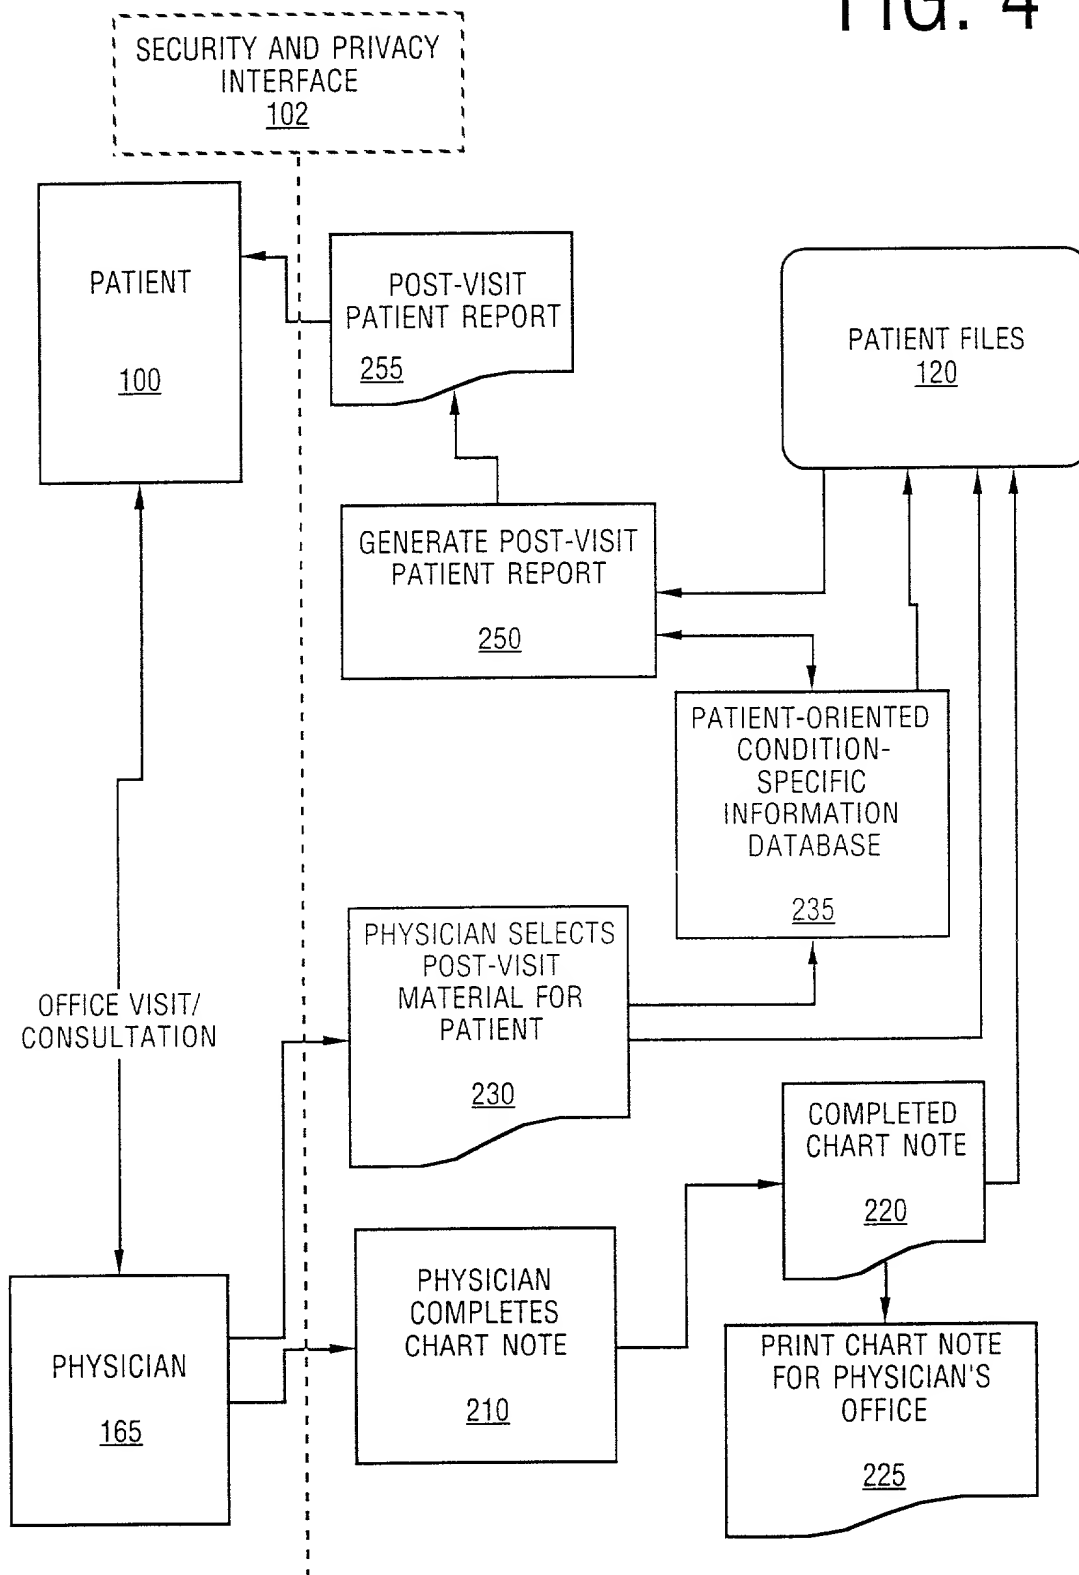 FIG. 4
SECURITY AND PRIVACY
INTERFACE
102
PATIENT
100
POST-VISIT
PATIENT REPORT
255
PATIENT FILES
120
GENERATE POST-VISIT
PATIENT REPORT
250
PATIENT-ORIENTED
CONDITION-
SPECIFIC
INFORMATION
DATABASE
235
PHYSICIAN SELECTS
POST-VISIT
MATERIAL FOR
PATIENT
230
OFFICE VISIT/
CONSULTATION
COMPLETED
CHART NOTE
220
PHYSICIAN
COMPLETES
CHART NOTE
210
PHYSICIAN
165
PRINT CHART NOTE
FOR PHYSICIAN'S
OFFICE
225